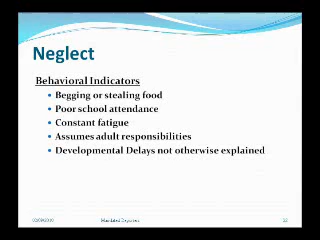 Neglect
Behavioral Indicators
Begging or stealing food
Poor school attendance
Constant fatigue
Assumes adult responsibilities
Developmental Delays not otherwise explained